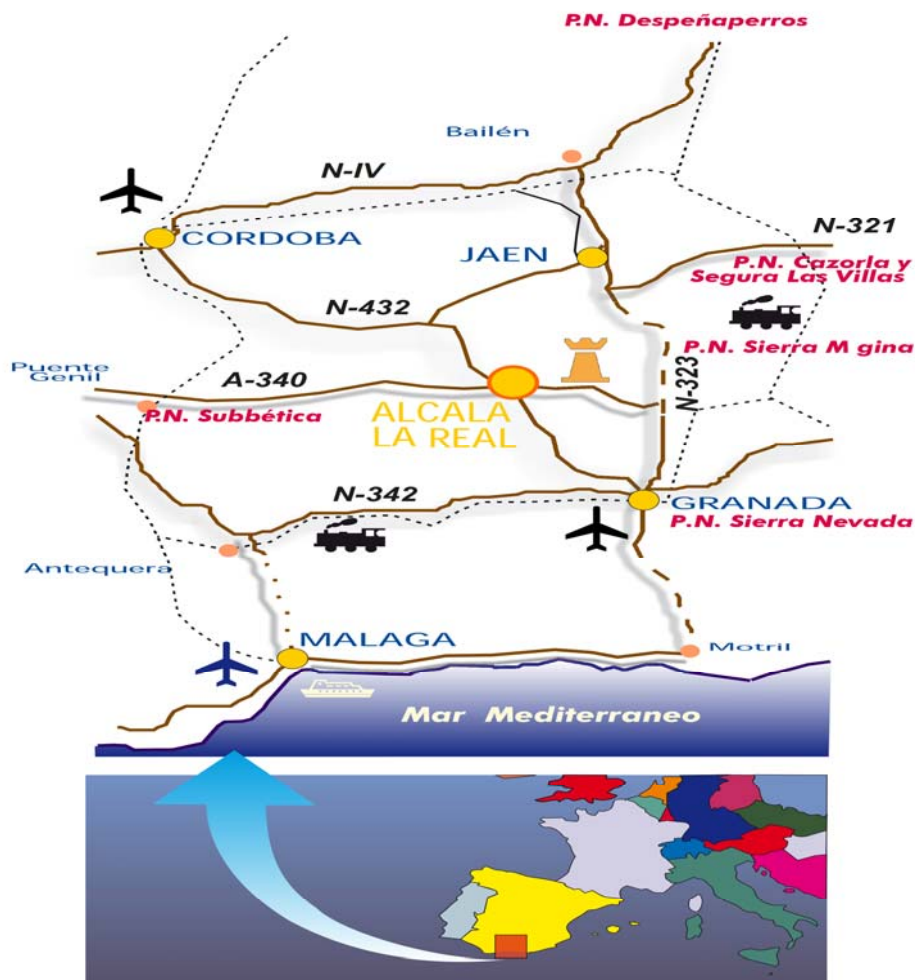 P.N. Despeñaperros
Bailén
N-IV
N-321
CORDOBA
JAEN
P.N. Cazorla y
Segura Las Villas
N-432
P.N. Sierra M gina
Puente
Genil
A-340
N-323
P.N. Subbética
ALCALA
LA REAL
N-342
GRANADA
P.N. Sierra Nevada
Antequera
MALAGA
Motril
Mar Mediterraneo